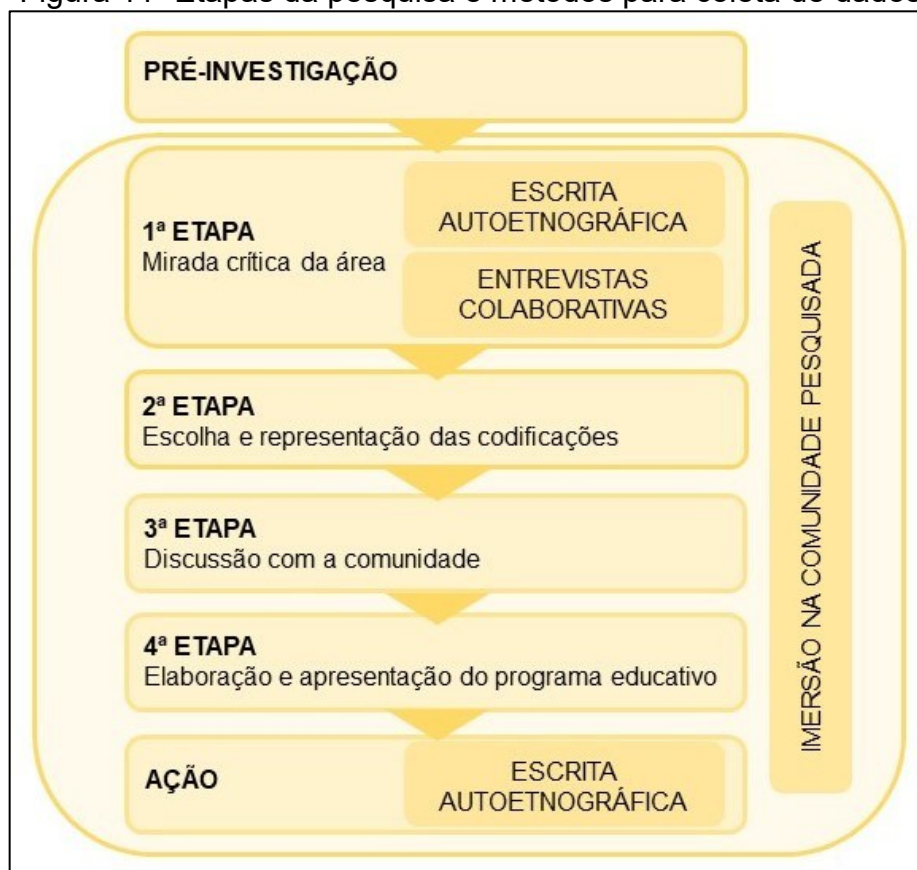 Figura 11- Etapas da pesquisa e métodos para coleta de dados
PRÉ-INVESTIGAÇÃO
1ª ETAPA
Mirada crítica da área
ESCRITA
AUTOETNOGRÁFICA
ENTREVISTAS
COLABORATIVAS
2ª ETAPA
Escolha e representação das codificações
3ª ETAPA
Discussão com a comunidade
4ª ETAPA
Elaboração e apresentação do programa educativo
AÇÃO
ESCRITA
AUTOETNOGRÁFICA
IMERSÃO NA COMUNIDADE PESQUISADA